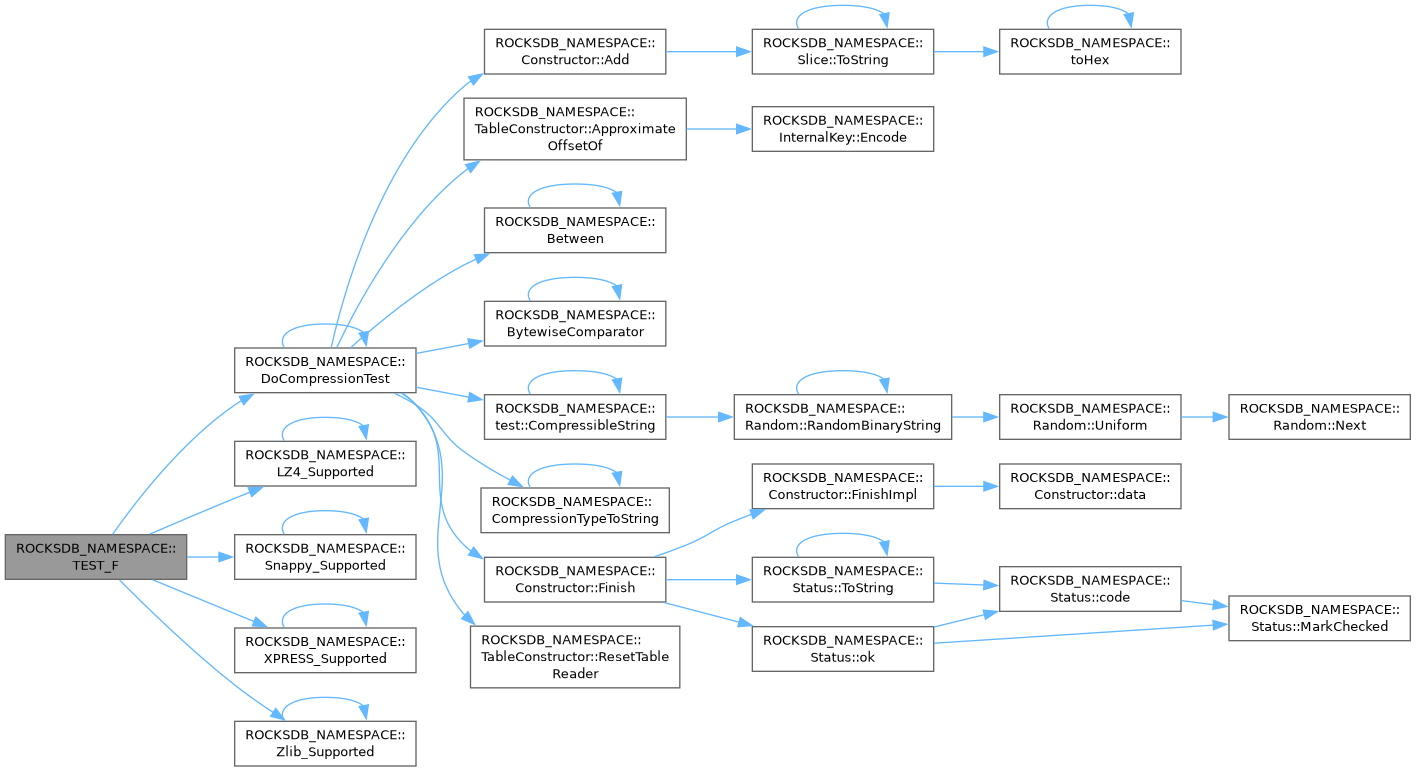 ROCKSDB_NAMESPACE::
TEST_F
ROCKSDB_NAMESPACE::
DoCompressionTest
ROCKSDB_NAMESPACE::
LZ4_Supported
ROCKSDB_NAMESPACE::
Snappy_Supported
ROCKSDB_NAMESPACE::
XPRESS_Supported
ROCKSDB_NAMESPACE::
Zlib_Supported
ROCKSDB_NAMESPACE::
Constructor::Add
ROCKSDB_NAMESPACE::
TableConstructor::Approximate
OffsetOf
ROCKSDB_NAMESPACE::
Between
ROCKSDB_NAMESPACE::
BytewiseComparator
ROCKSDB_NAMESPACE::
test::CompressibleString
ROCKSDB_NAMESPACE::
CompressionTypeToString
ROCKSDB_NAMESPACE::
Constructor::Finish
ROCKSDB_NAMESPACE::
TableConstructor::ResetTable
Reader
ROCKSDB_NAMESPACE::
Slice::ToString
ROCKSDB_NAMESPACE::
InternalKey::Encode
ROCKSDB_NAMESPACE::
Random::RandomBinaryString
ROCKSDB_NAMESPACE::
Constructor::FinishImpl
ROCKSDB_NAMESPACE::
Status::ToString
ROCKSDB_NAMESPACE::
Status::ok
ROCKSDB_NAMESPACE::
toHex
ROCKSDB_NAMESPACE::
Random::Uniform
ROCKSDB_NAMESPACE::
Constructor::data
ROCKSDB_NAMESPACE::
Status::code
ROCKSDB_NAMESPACE::
Random::Next
ROCKSDB_NAMESPACE::
Status::MarkChecked